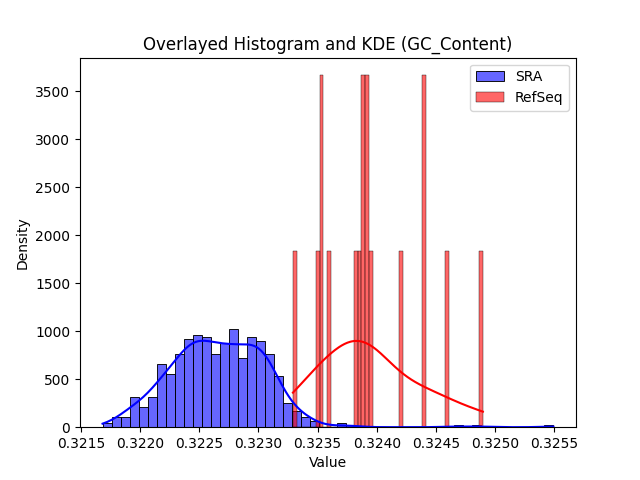 Overlayed Histogram and KDE (GC_Content)
SRA
RefSeq
Density
3500
3000
2500
2000
1500
1000
500
0
0.3215 0.3220 0.3225 0.3230 0.3235 0.3240 0.3245 0.3250 0.3255
Value